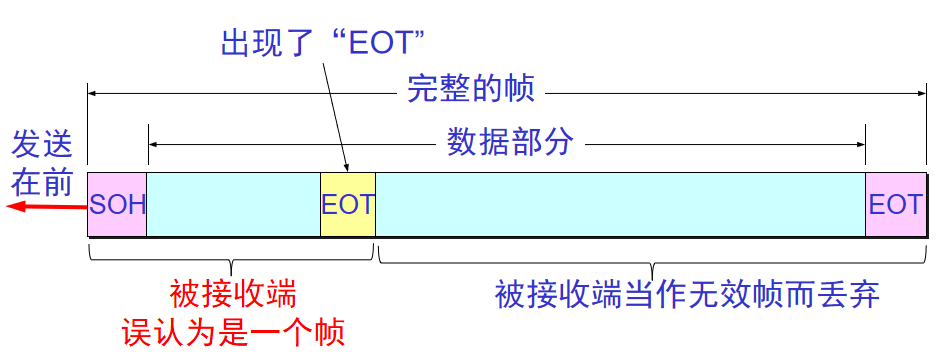 出现了“EOT”
完整的帧
发送
在前
数据部分
SOH
EOT
EOT
被接收端
误认为是一个帧
被接收端当作无效帧而丢弃